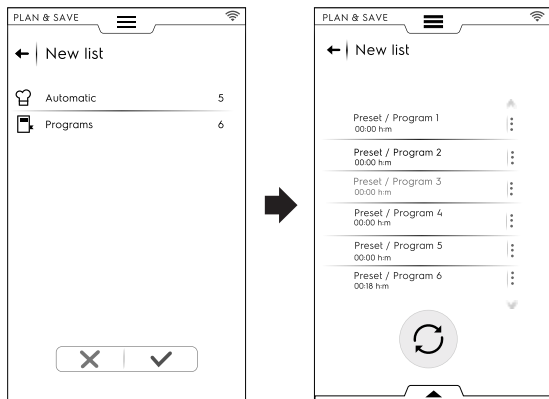 PLAN & SAVE
New list
Automatic 5
Programs 6
PLAN & SAVE
New list
Preset / Program 1
00:00 h:m
Preset / Program 2
00:00 h:m
Preset / Program 3
00:00 h:m
Preset / Program 4
00:00 h:m
Preset / Program 5
00:00 h:m
Preset / Program 6
00:18 h:m